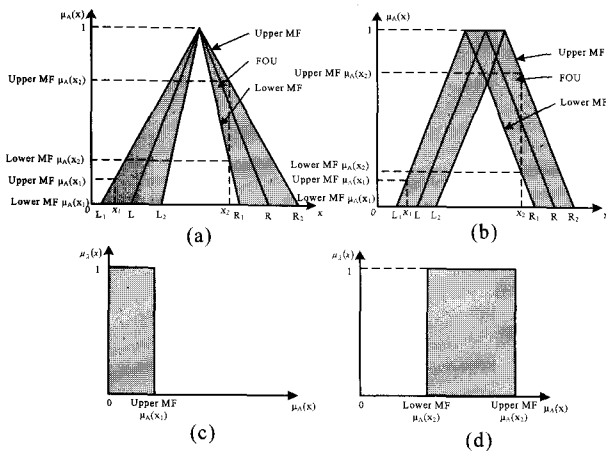 μA(x)
1
Upper MF
FOU
Lower MF
Upper MF μA(x2)
Lower MF μA(x2)
Upper MF μA(x1)
Lower MF μA(x1)
0
L1
x1
L
L2
x2
R1
R
R2
x
(a)
μA(x)
1
Upper MF
FOU
Lower MF
Upper MF μA(x2)
Lower MF μA(x2)
Upper MF μA(x1)
Lower MF μA(x1)
0
L1
x1
L
L2
x2
R1
R
R2
(b)
1
0
Upper MF
μA(x)
(c)
1
0
Lower MF
μA(x2)
Upper MF
μA(x2)
μA(x)
(d)